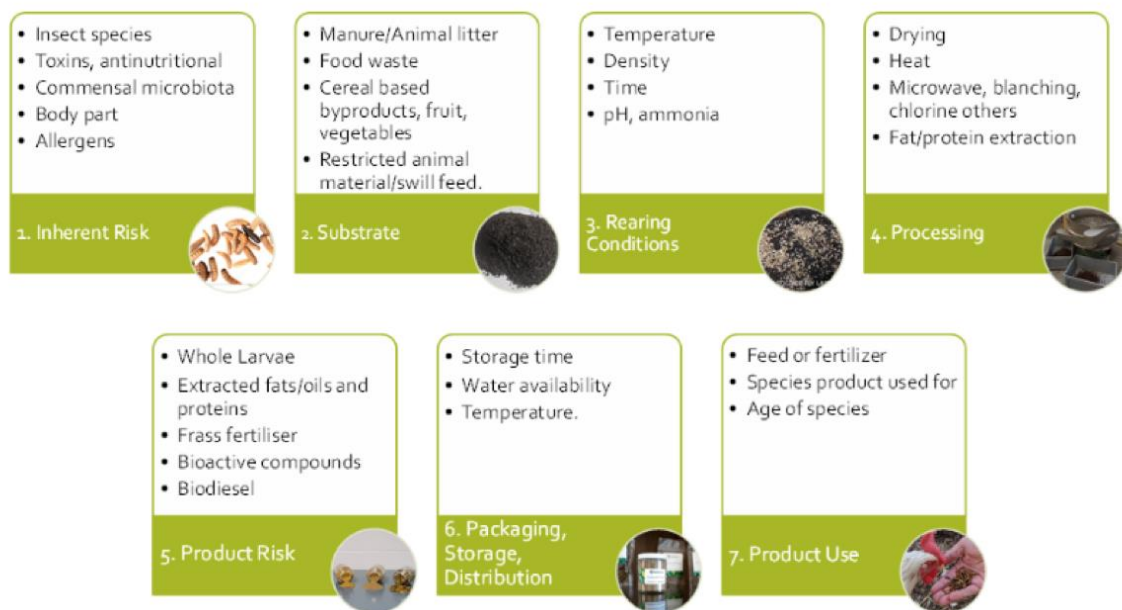 • Insect species
• Toxins, antinutritional
• Commensal microbiota
• Body part
• Allergens
1. Inherent Risk
• Manure/Animal litter
• Food waste
• Cereal based
byproducts, fruit,
vegetables
• Restricted animal
material/swill feed.
2. Substrate
• Temperature
• Density
• Time
• pH, ammonia
3. Rearing
Conditions
• Drying
• Heat
• Microwave, blanching,
chlorine others
• Fat/protein extraction
4. Processing
• Whole Larvae
• Extracted fats/oils and
proteins
• Frass fertiliser
• Bioactive compounds
• Biodiesel
5. Product Risk
• Storage time
• Water availability
• Temperature.
6. Packaging,
Storage,
Distribution
• Feed or fertilizer
• Species product used for
• Age of species
7. Product Use